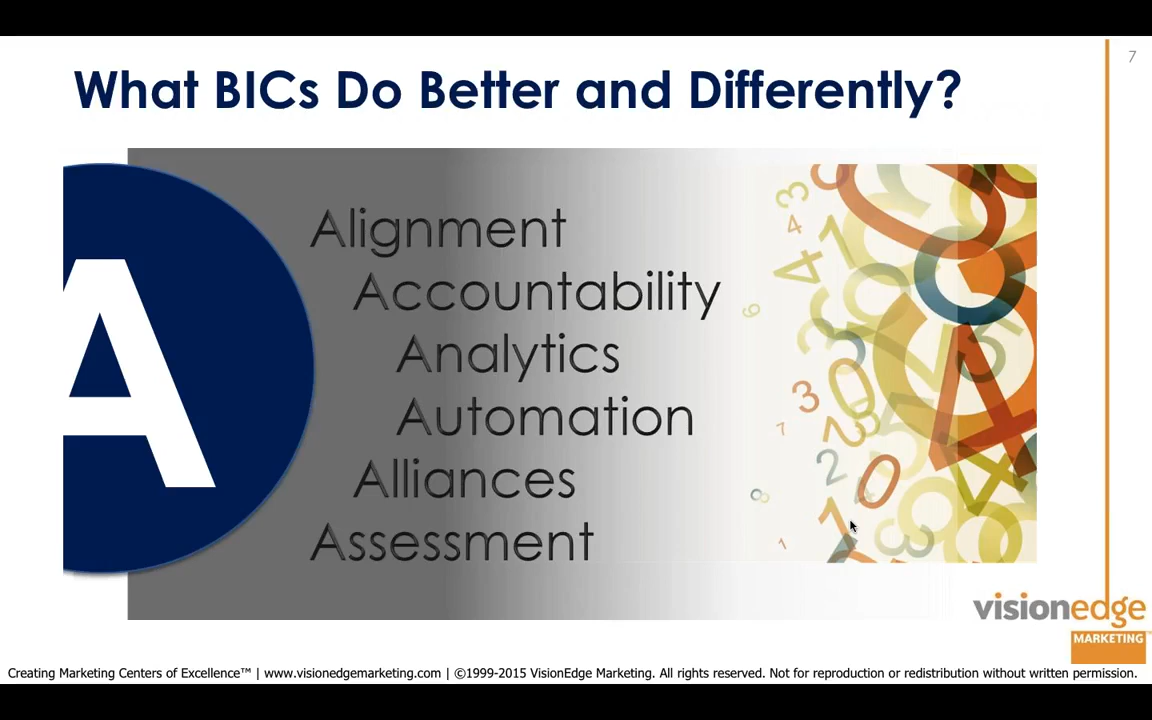 What BICs Do Better and Differently?
7
A
Alignment
Accountability
Analytics
Automation
Alliances
Assessment
visionedge
MARKETING™
Creating Marketing Centers of Excellence™ | www.visionedgemarketing.com | ©1999-2015 VisionEdge Marketing. All rights reserved. Not for reproduction or redistribution without written permission.